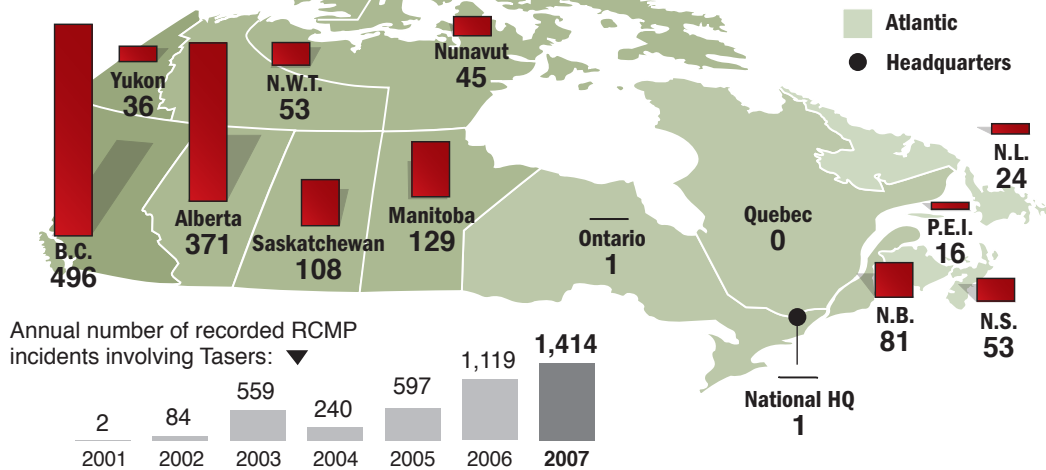 Atlantic
Headquarters
B.C.
496
Yukon
36
Alberta
371
N.W.T.
53
Nunavut
45
Saskatchewan
108
Manitoba
129
Ontario
1
Quebec
0
N.L.
24
P.E.I.
16
N.B.
81
N.S.
53
National HQ
1
Annual number of recorded RCMP
incidents involving Tasers:
2 84 559 240 597 1,119 1,414
2001 2002 2003 2004 2005 2006 2007